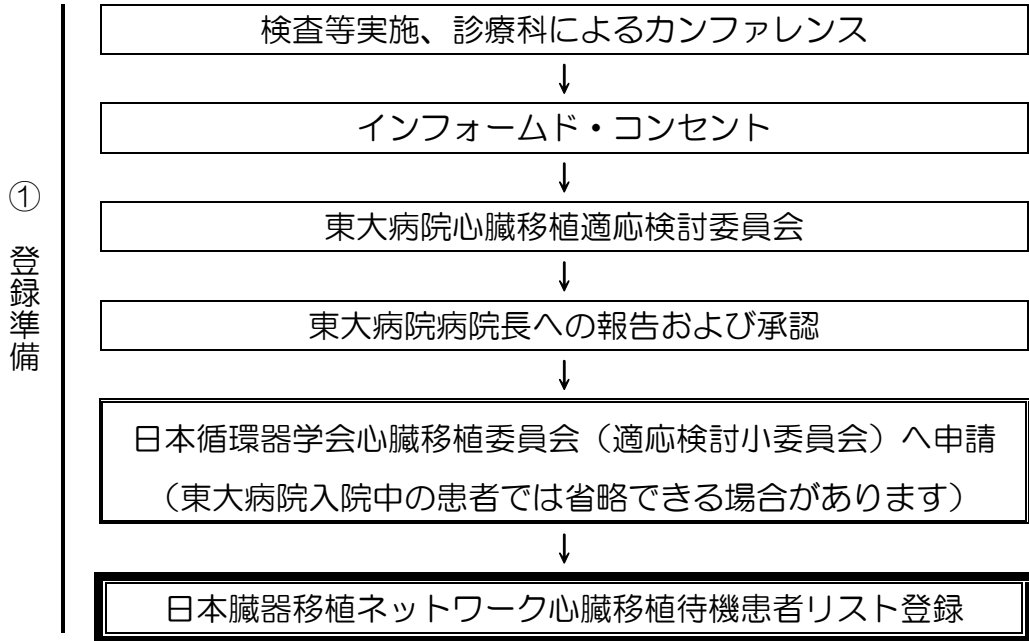 ① 登録準備
検査等実施、診療科によるカンファレンス
↓
インフォームド・コンセント
↓
東大病院心臓移植適応検討委員会
↓
東大病院病院長への報告および承認
↓
日本循環器学会心臓移植委員会（適応検討小委員会）へ申請
（東大病院入院中の患者では省略できる場合があります）
↓
日本臓器移植ネットワーク心臓移植待機患者リスト登録